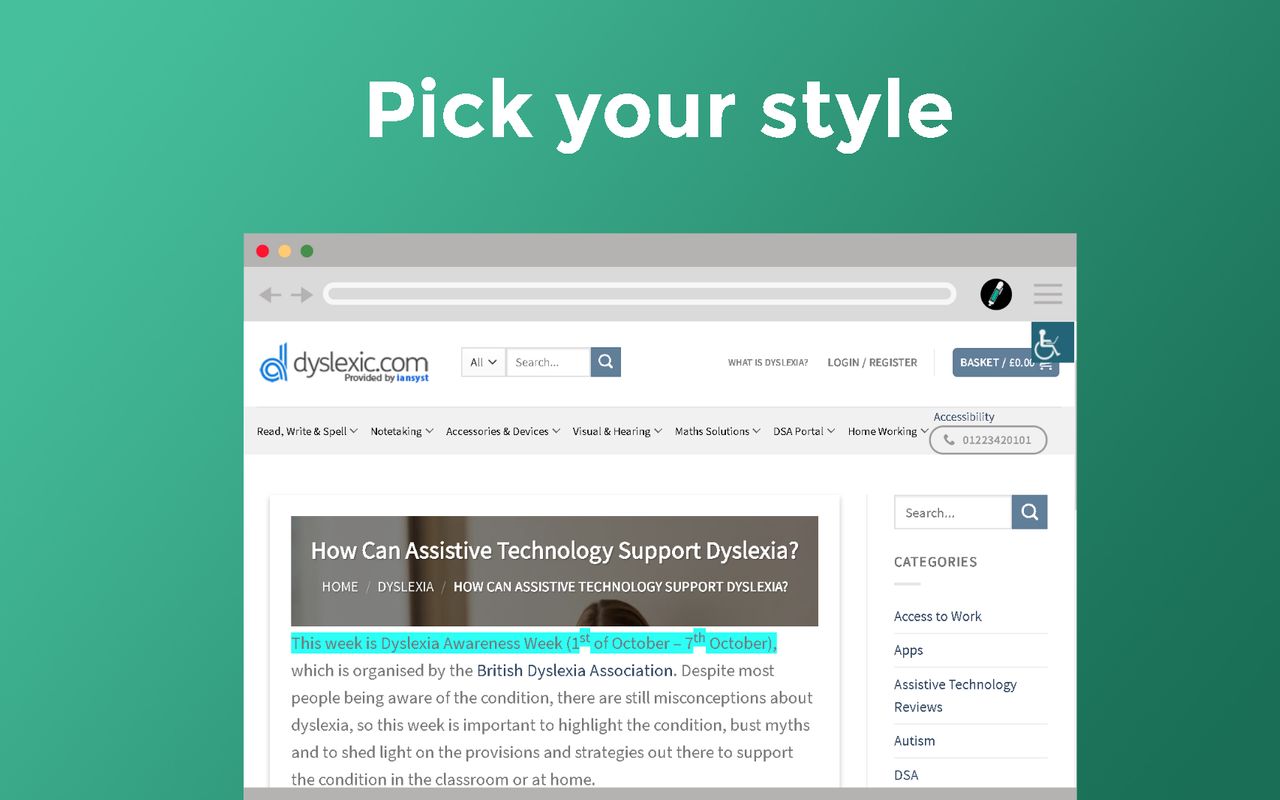 Pick your style
dyslexic.com
Provided by iansyst
All
Search...
WHAT IS DYSLEXIA?
LOGIN / REGISTER
BASKET / £0.00
Read, Write & Spell
Notetaking
Accessories & Devices
Visual & Hearing
Maths Solutions
DSA Portal
Home Working
Accessibility
01223420101
How Can Assistive Technology Support Dyslexia?
HOME / DYSLEXIA / HOW CAN ASSISTIVE TECHNOLOGY SUPPORT DYSLEXIA?
This week is Dyslexia Awareness Week (1st of October – 7th October),
which is organised by the British Dyslexia Association. Despite most
people being aware of the condition, there are still misconceptions about
dyslexia, so this week is important to highlight the condition, bust myths
and to shed light on the provisions and strategies out there to support
the condition in the classroom or at home.
Search...
CATEGORIES
Access to Work
Apps
Assistive Technology
Reviews
Autism
DSA